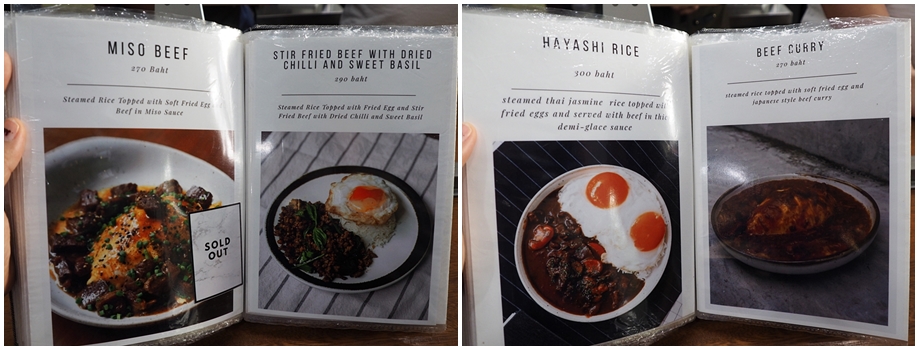 MISO BEEF
270 Baht
Steamed Rice Topped with Soft Fried Egg
Beef in Miso Sauce
SOLD
OUT
STIR FRIED BEEF WITH DRIED
CHILLI AND SWEET BASIL
290 baht
Steamed Rice Topped with Fried Egg and Stir
Fried Beef with Dried Chilli and Sweet Basil
HAYASHI RICE
300 baht
steamed thai jasmine rice topped with
fried eggs and served with beef in thick
demi-glace sauce
BEEF CURRY
270 baht
steamed rice topped with soft fried egg and
japanese style beef curry